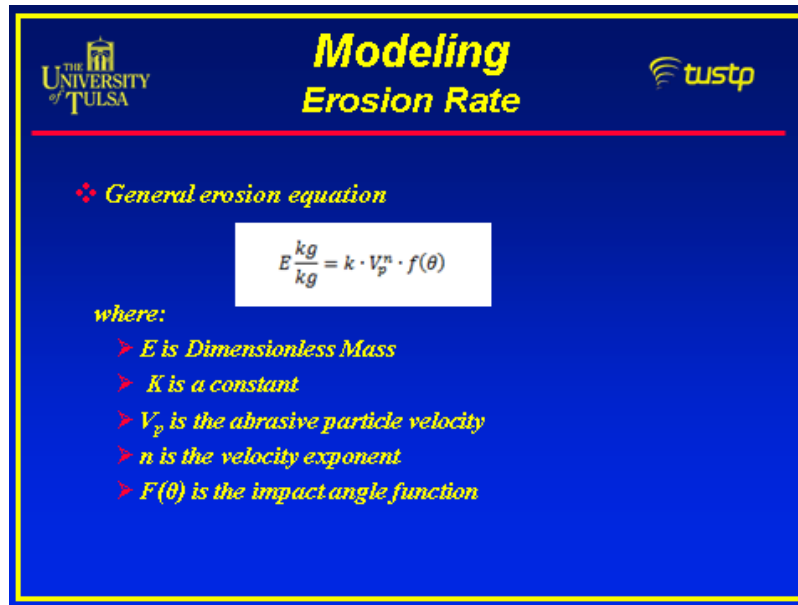 THE
UNIVERSITY
of TULSA
Modeling
Erosion Rate
tustp
General erosion equation
E kg/kg = k · V_p^n · f(θ)
where:
E is Dimensionless Mass
K is a constant
V_p is the abrasive particle velocity
n is the velocity exponent
F(θ) is the impact angle function